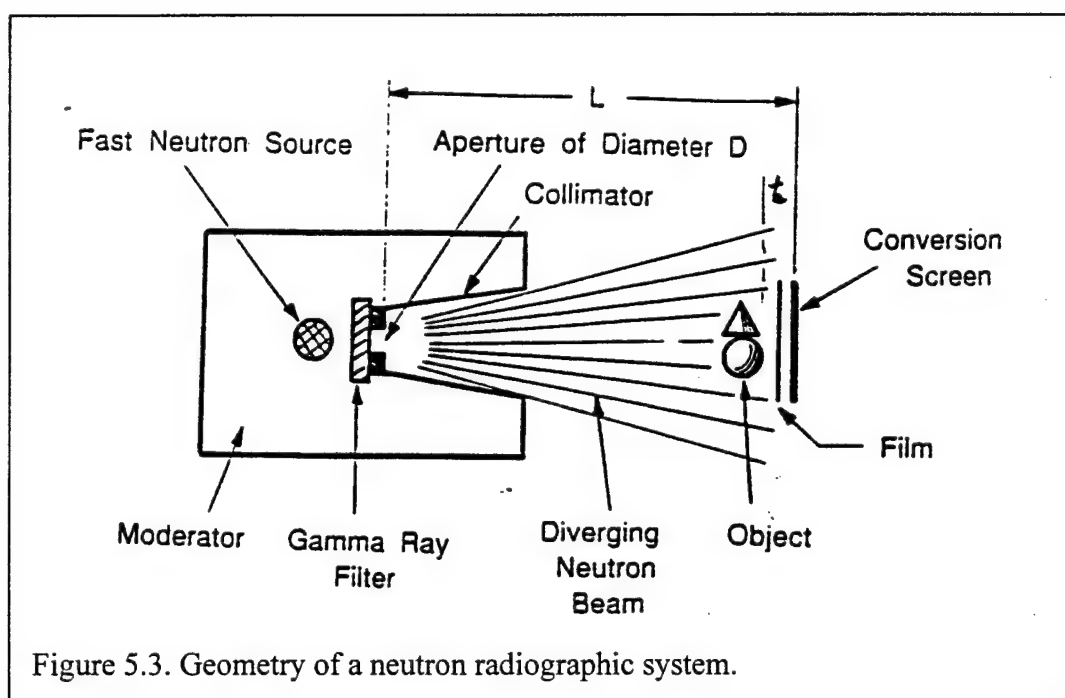 L
Fast Neutron Source
Aperture of Diameter D
Collimator
t
Conversion
Screen
Film
Moderator
Gamma Ray
Filter
Diverging
Neutron
Beam
Object
Figure 5.3. Geometry of a neutron radiographic system.